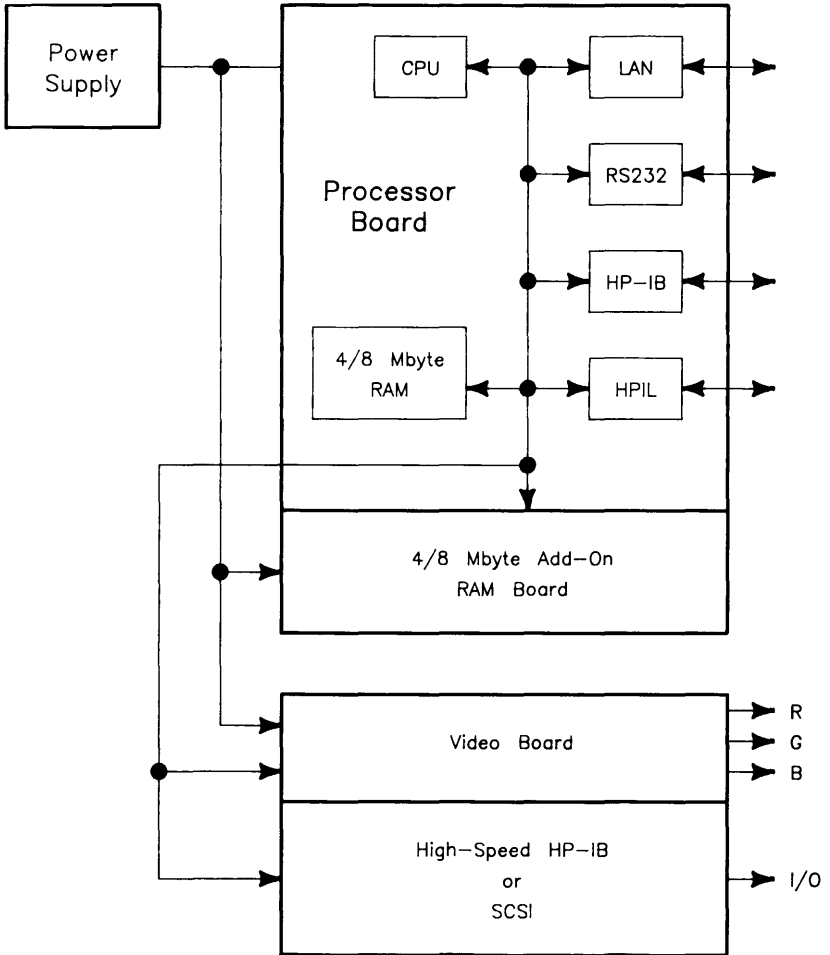 Power
Supply
CPU
LAN
RS232
Processor
Board
HP-IB
4/8 Mbyte
RAM
HPIL
4/8 Mbyte Add-On
RAM Board
Video Board
R
G
B
High-Speed HP-IB
or
SCSI
I/O